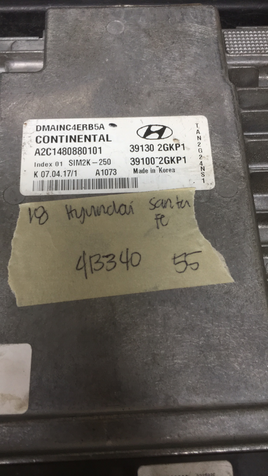 DMAINC4ERB5A
CONTINENTAL 39130 2GKP1
A2C1480880101 39100-2GKP1
Index 01 SIM2K-250 Made in Korea
K 07.04.17/1 A1073
TAN2024NS1
18 Hyundai Santa
Fe
413340 55